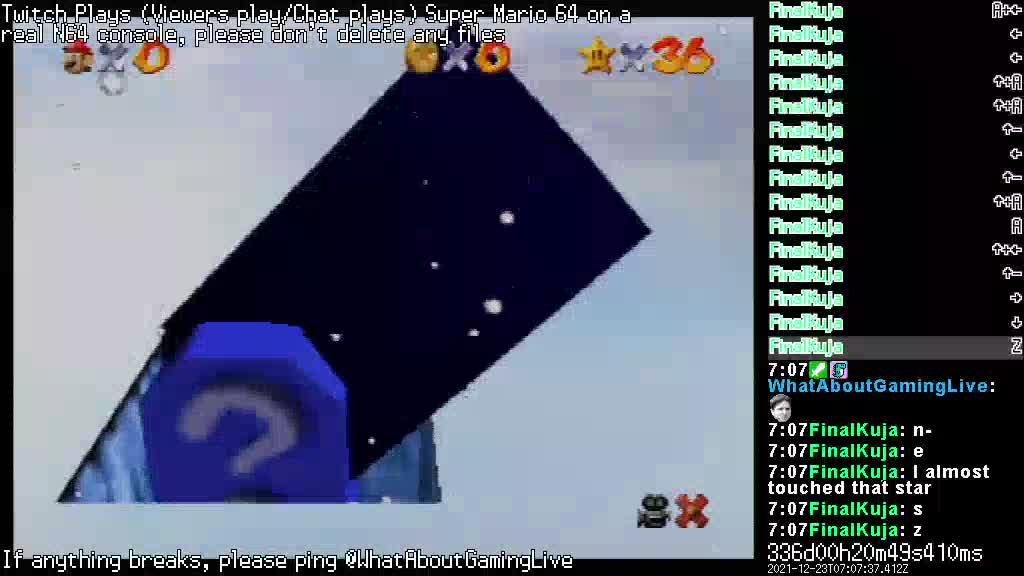 Twitch Plays (Viewers play/Chat plays) Super Mario 64 on a
real N64 console, please don't delete any files
0 0 36
?
If anything breaks, please ping @WhatAboutGamingLive
FinalKuja A++
FinalKuja ←
FinalKuja ←
FinalKuja ↑+A
FinalKuja ↑+A
FinalKuja ↑-
FinalKuja ←
FinalKuja ↑-
FinalKuja ↑+A
FinalKuja A
FinalKuja ↑++
FinalKuja ↑-
FinalKuja →
FinalKuja ↓
FinalKuja Z
7:07
WhatAboutGamingLive:
7:07FinalKuja: n-
7:07FinalKuja: e
7:07FinalKuja: I almost
touched that star
7:07FinalKuja: s
7:07FinalKuja: z
336d00h20m49s410ms
2021-12-23T07:07:37.412Z